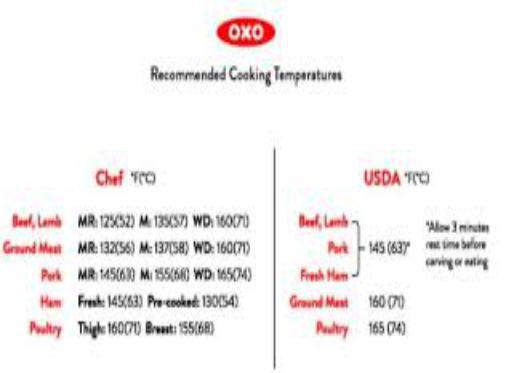 OXO
Recommended Cooking Temperatures
Chef °F(°C)
Beef, Lamb MR: 125(52) M: 135(57) WD: 160(71)
Ground Meat MR: 132(56) M: 137(58) WD: 160(71)
Pork MR: 145(63) M: 155(68) WD: 165(74)
Ham Fresh: 145(63) Pre-cooked: 130(54)
Poultry Thigh: 160(71) Breast: 155(68)
USDA °F(°C)
Beef, Lamb
Pork 145 (63)*
Fresh Ham
*Allow 3 minutes
rest time before
carving or eating
Ground Meat 160 (71)
Poultry 165 (74)